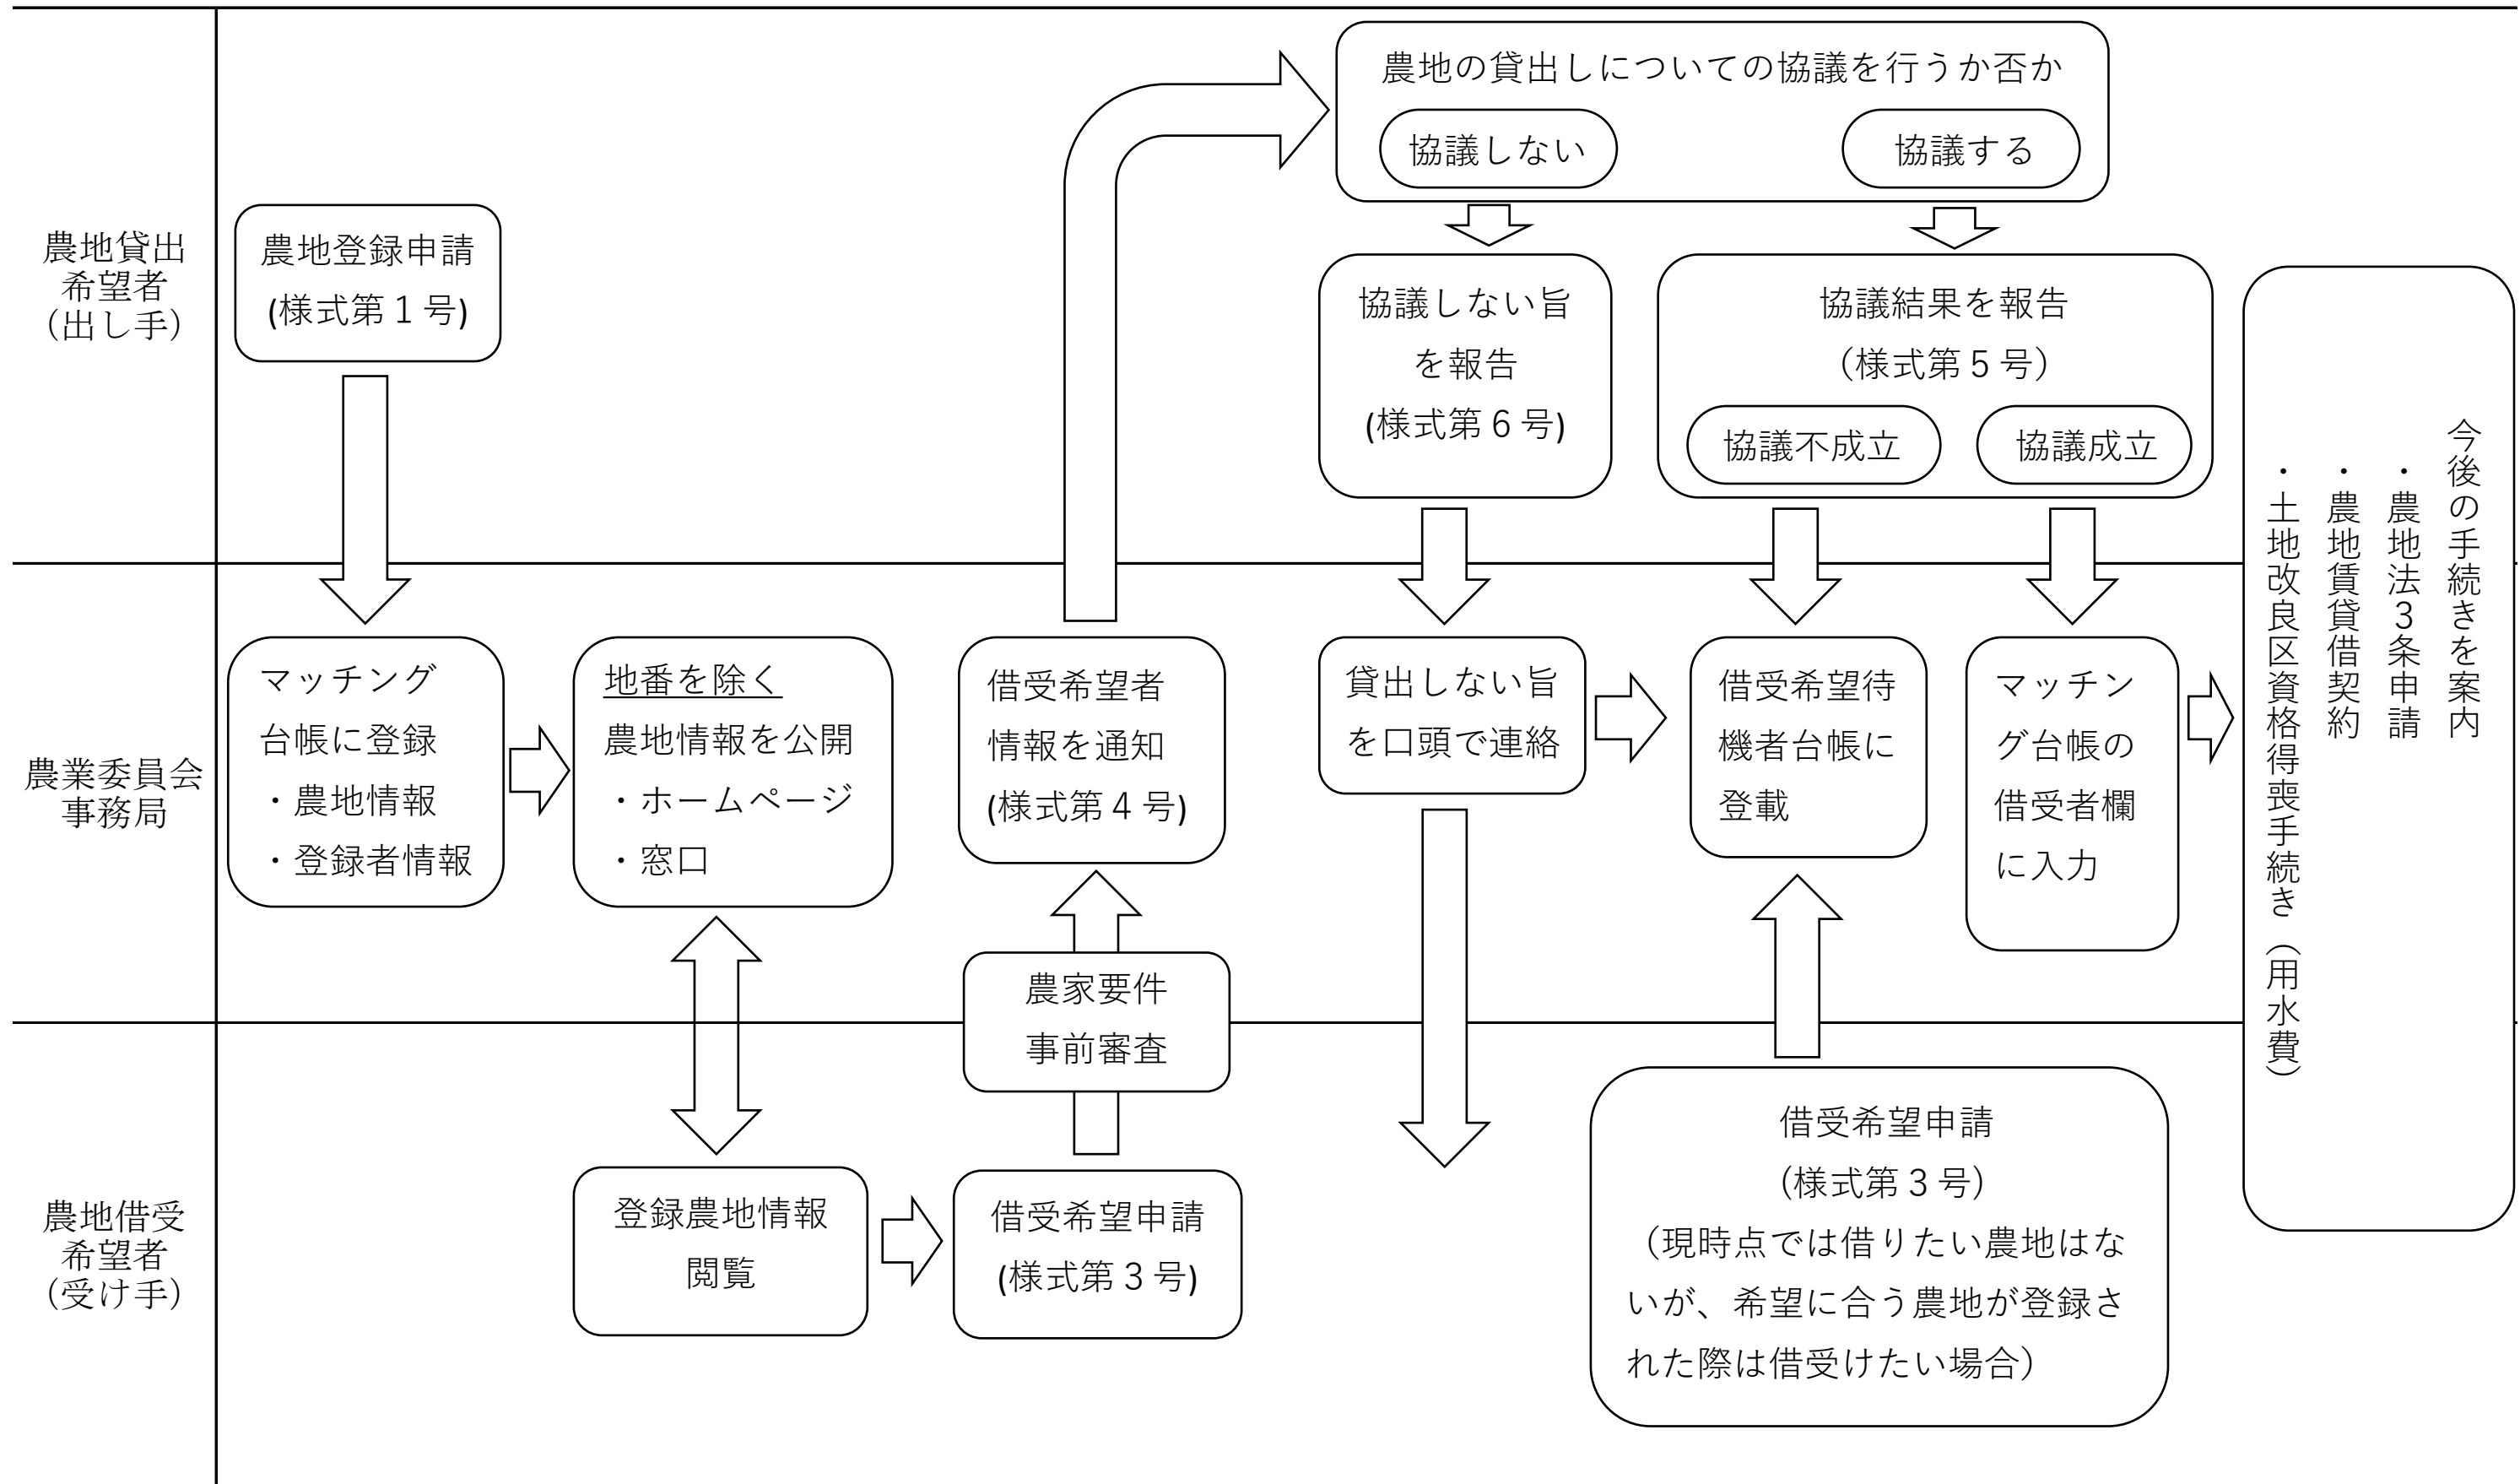 農地貸出
希望者
（出し手）
農地登録申請
(様式第１号)
農地の貸出しについての協議を行うか否か
協議しない
協議する
協議しない旨
を報告
(様式第６号)
協議結果を報告
（様式第５号）
協議不成立
協議成立
農業委員会
事務局
マッチング
台帳に登録
・農地情報
・登録者情報
地番を除く
農地情報を公開
・ホームページ
・窓口
借受希望者
情報を通知
(様式第４号)
貸出しない旨
を口頭で連絡
借受希望待
機者台帳に
登載
マッチン
グ台帳の
借受者欄
に入力
農家要件
事前審査
農地借受
希望者
（受け手）
登録農地情報
閲覧
借受希望申請
(様式第３号)
借受希望申請
（様式第３号）
（現時点では借りたい農地はな
いが、希望に合う農地が登録さ
れた際は借受けたい場合）
今後の手続きを案内
・農地法３条申請
・農地賃貸借契約
・土地改良区資格得喪手続き（用水費）